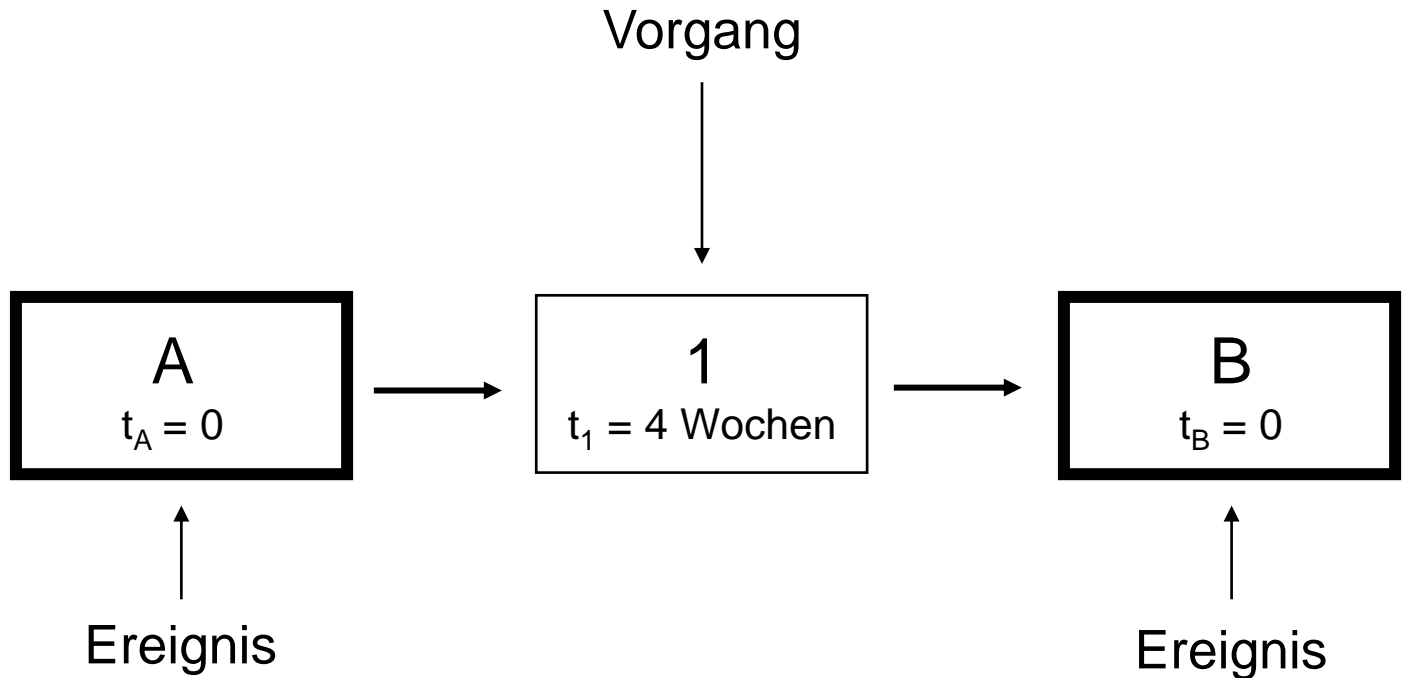 Vorgang
A
t_A = 0
1
t_1 = 4 Wochen
B
t_B = 0
Ereignis
Ereignis